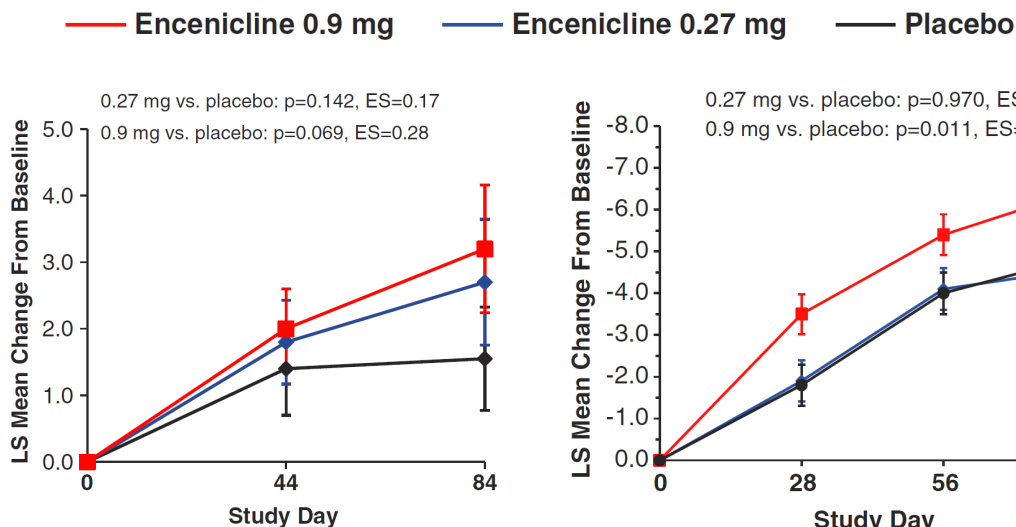 Encenicline 0.9 mg Encenicline 0.27 mg Placebo
0.27 mg vs. placebo: p=0.142, ES=0.17
0.9 mg vs. placebo: p=0.069, ES=0.28
LS Mean Change From Baseline
5.0
4.0
3.0
2.0
1.0
0.0
0 44 84
Study Day
0.27 mg vs. placebo: p=0.970, ES
0.9 mg vs. placebo: p=0.011, ES=
LS Mean Change From Baseline
-8.0
-7.0
-6.0
-5.0
-4.0
-3.0
-2.0
-1.0
0.0
0 28 56
Study Day